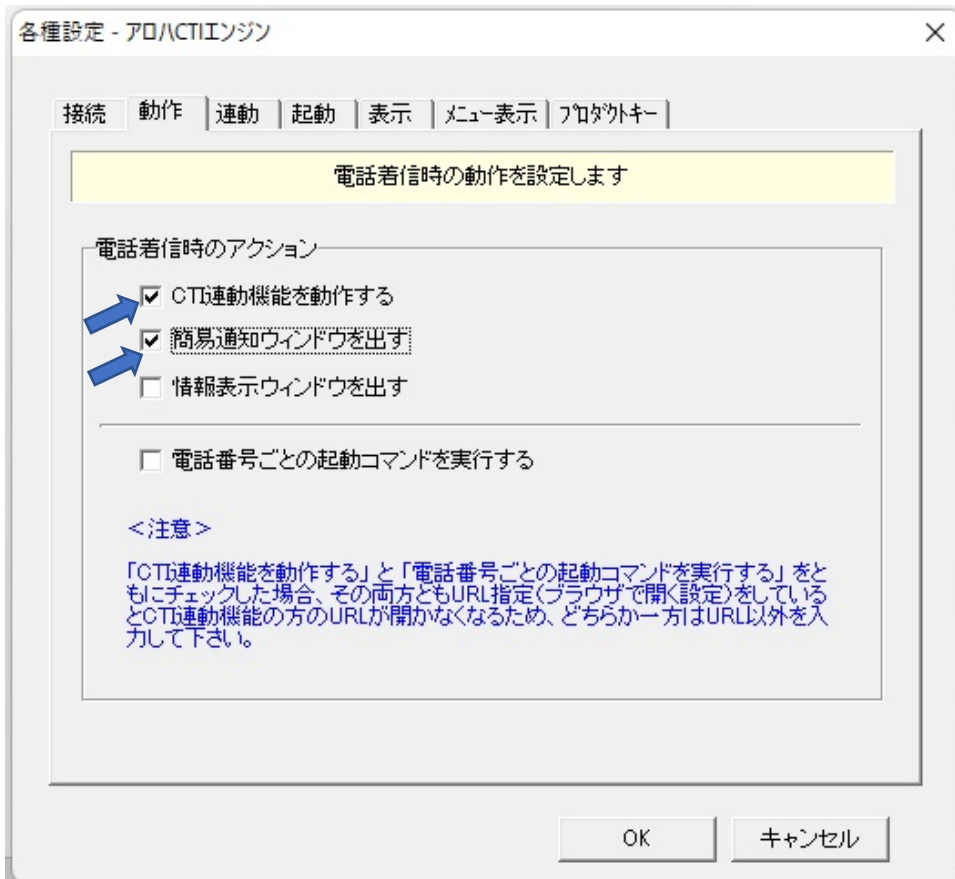 各種設定 - アロハCTIエンジン
接続 動作 連動 起動 表示 メニュー表示 プロダクトキー
電話着信時の動作を設定します
電話着信時のアクション
CTI連動機能を動作する
簡易通知ウィンドウを出す
情報表示ウィンドウを出す
電話番号ごとの起動コマンドを実行する
<注意>
「CTI連動機能を動作する」と「電話番号ごとの起動コマンドを実行する」をと
もにチェックした場合、その両方ともURL指定(ブラウザで開く設定)をしている
とCTI連動機能の方のURLが開かなくなるため、どちらか一方はURL以外を入
力して下さい。
OK キャンセル